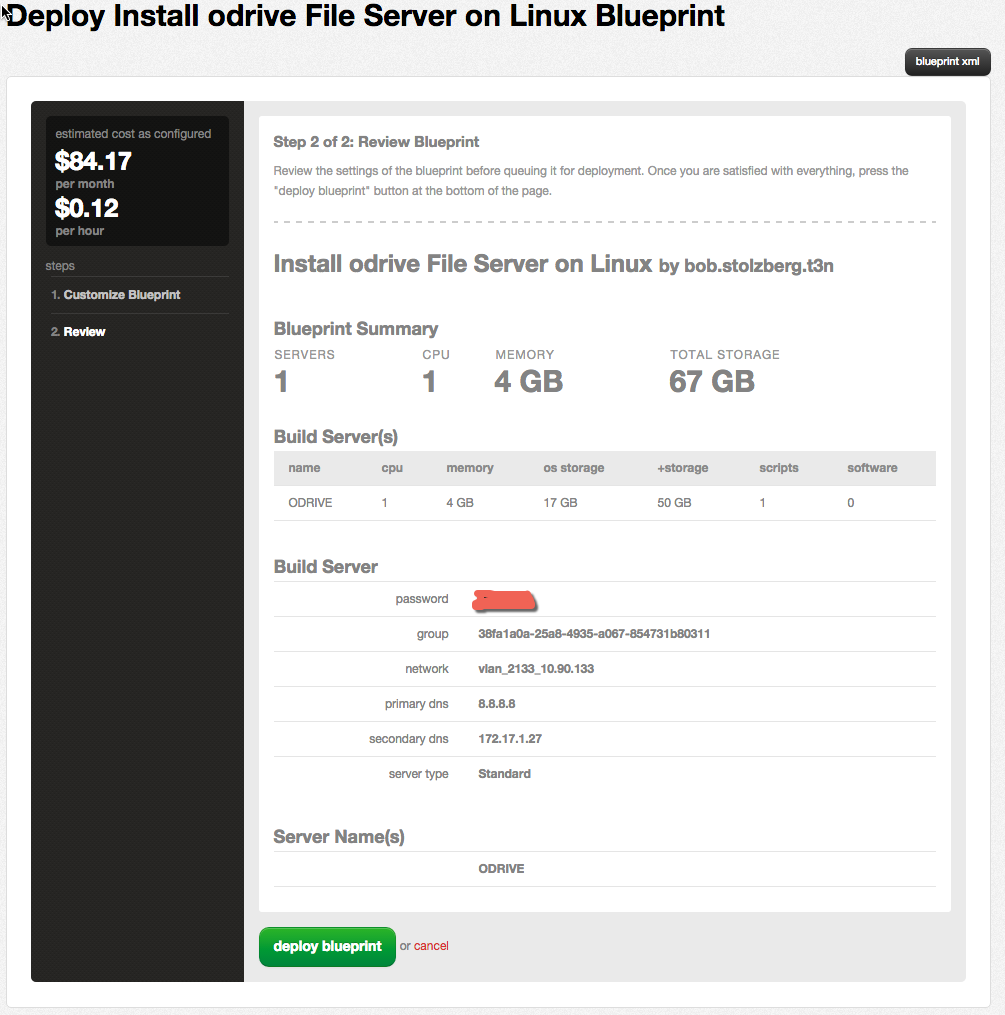 Deploy Install odrive File Server on Linux Blueprint
blueprint xml
estimated cost as configured
$84.17
per month
$0.12
per hour
steps
1. Customize Blueprint
2. Review
Step 2 of 2: Review Blueprint
Review the settings of the blueprint before queuing it for deployment. Once you are satisfied with everything, press the
"deploy blueprint" button at the bottom of the page.
Install odrive File Server on Linux by bob.stolzberg.t3n
Blueprint Summary
SERVERS CPU MEMORY TOTAL STORAGE
1 1 4 GB 67 GB
Build Server(s)
name cpu memory os storage +storage scripts software
ODRIVE 1 4 GB 17 GB 50 GB 1 0
Build Server
password
group 38fa1a0a-25a8-4935-a067-854731b80311
network vlan_2133_10.90.133
primary dns 8.8.8.8
secondary dns 172.17.1.27
server type Standard
Server Name(s)
ODRIVE
deploy blueprint or cancel